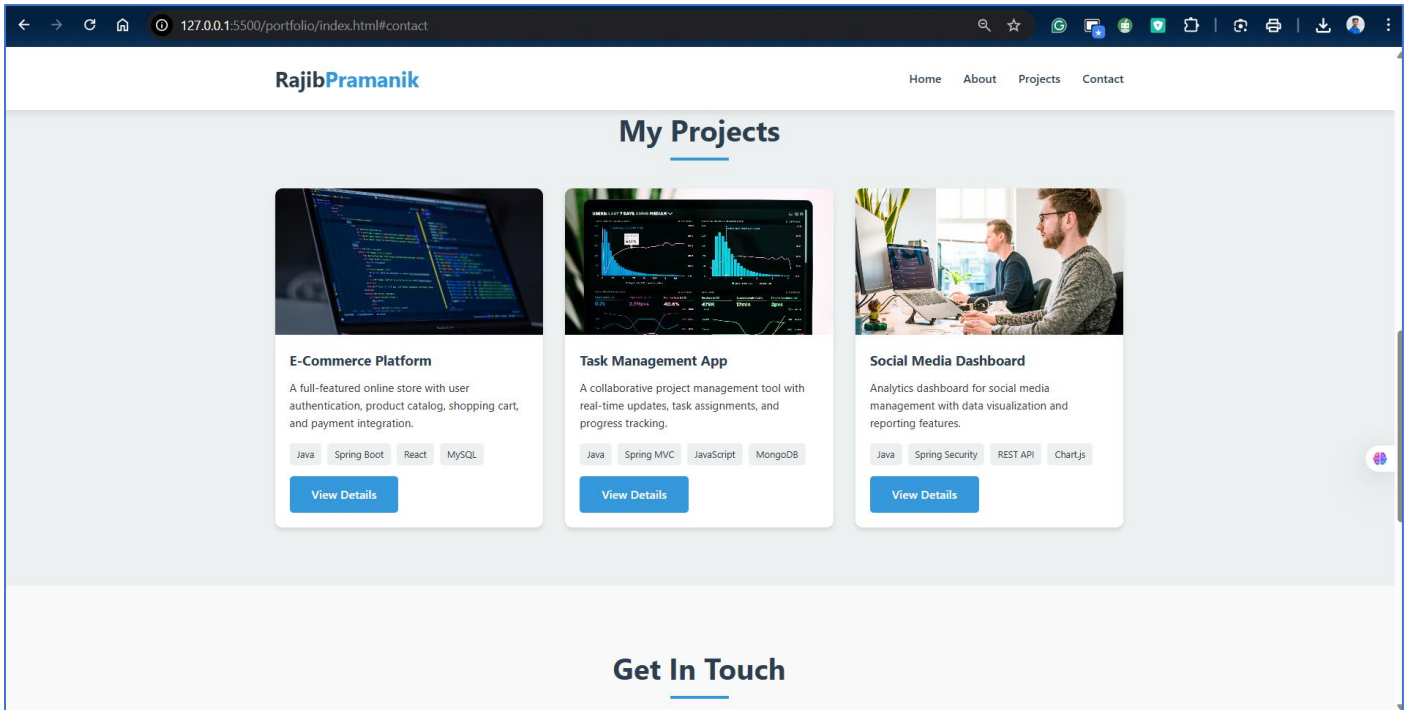 127.0.0.1:5500/portfolio/index.html#contact
RajibPramanik
Home About Projects Contact
My Projects
E-Commerce Platform
A full-featured online store with user
authentication, product catalog, shopping cart,
and payment integration.
Java Spring Boot React MySQL
View Details
Task Management App
A collaborative project management tool with
real-time updates, task assignments, and
progress tracking.
Java Spring MVC JavaScript MongoDB
View Details
Social Media Dashboard
Analytics dashboard for social media
management with data visualization and
reporting features.
Java Spring Security REST API Chart.js
View Details
Get In Touch